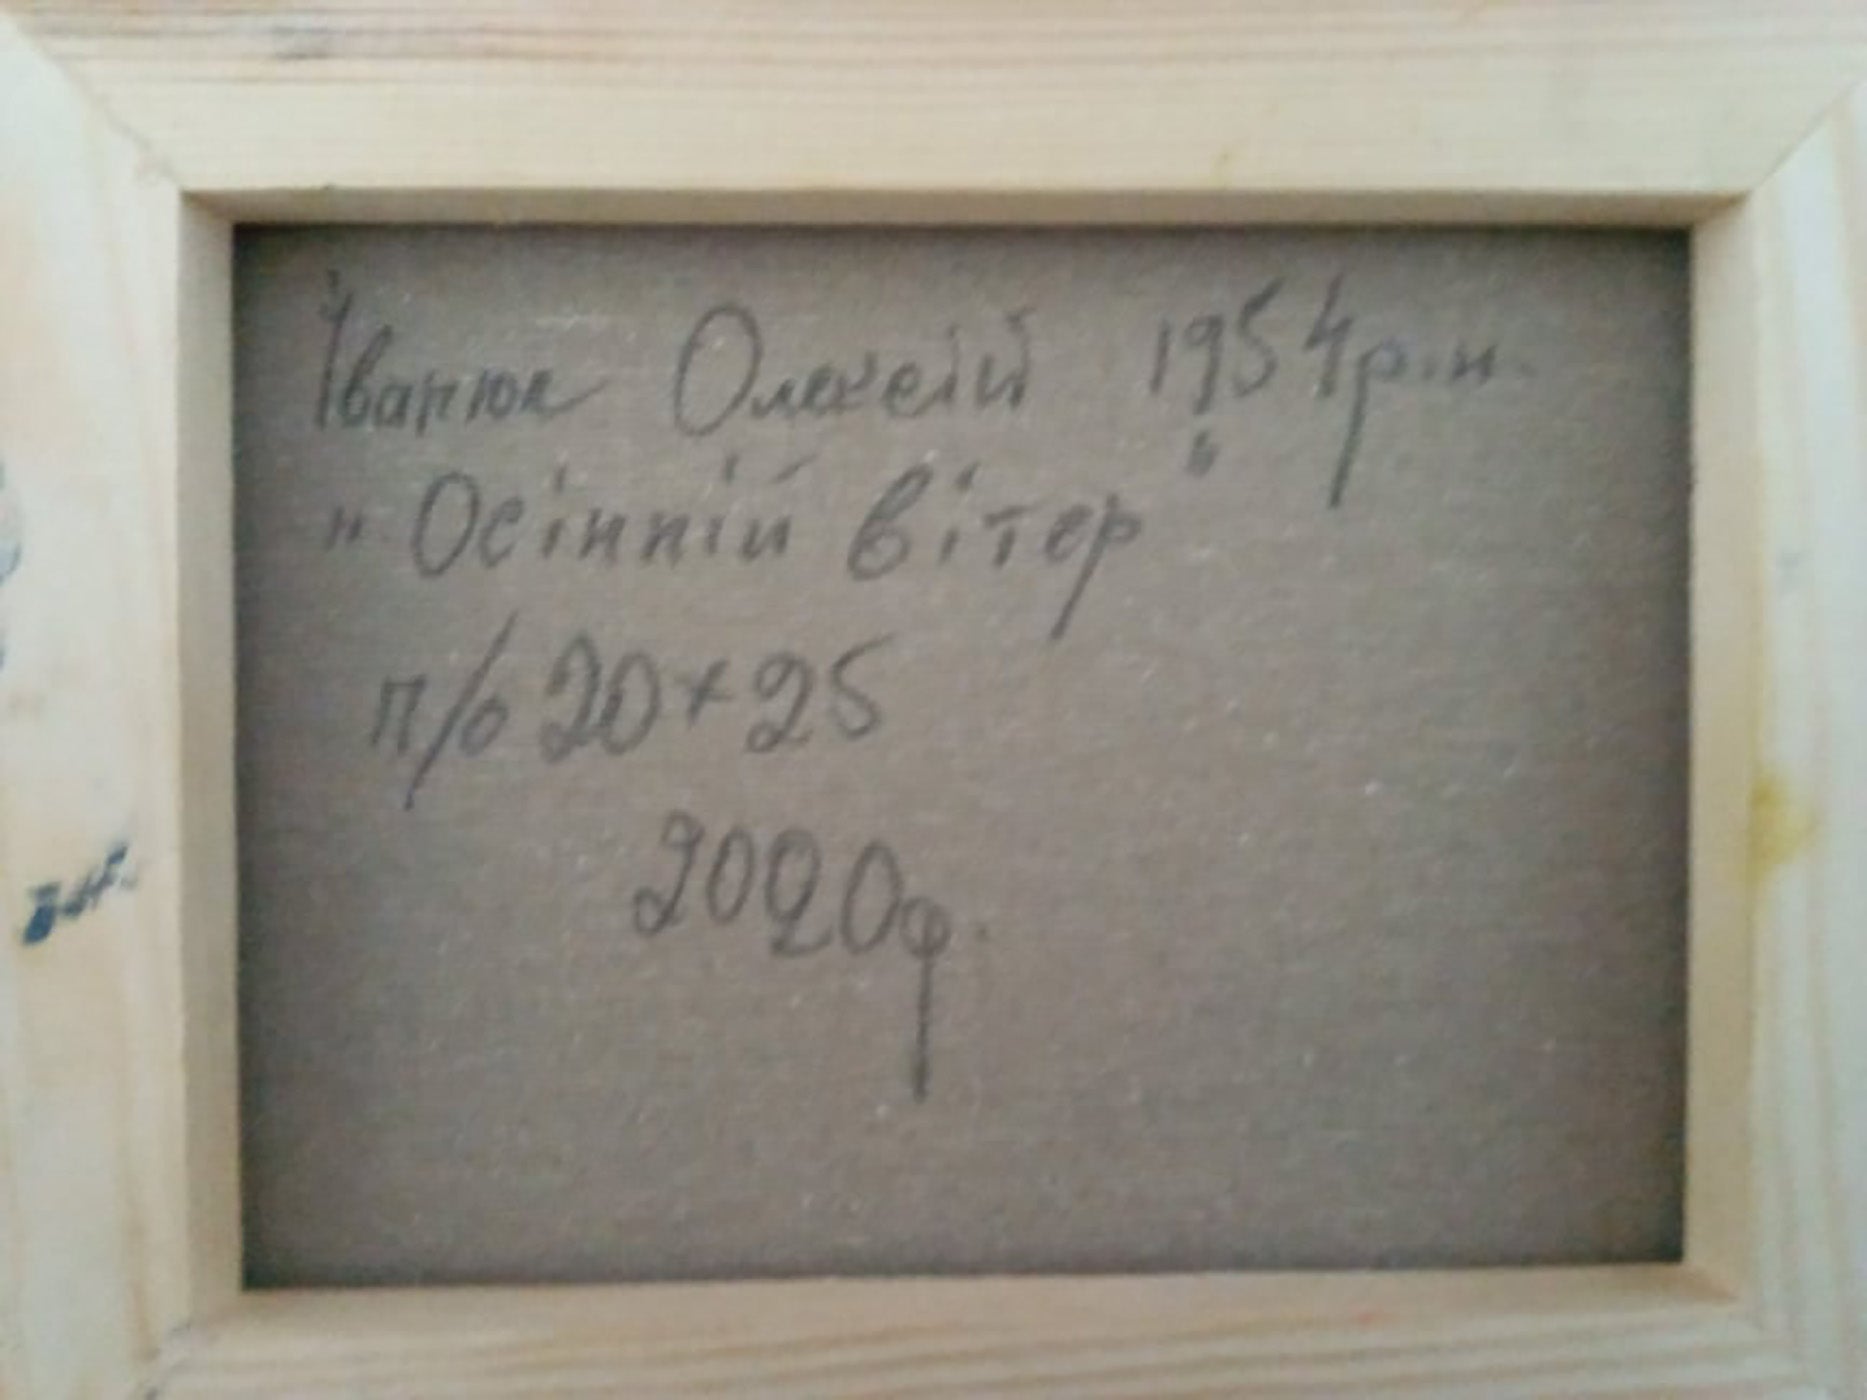 Іванюк Олексій 1954р.н.
"Осінній вітер"
п/о 20×25
2020р.